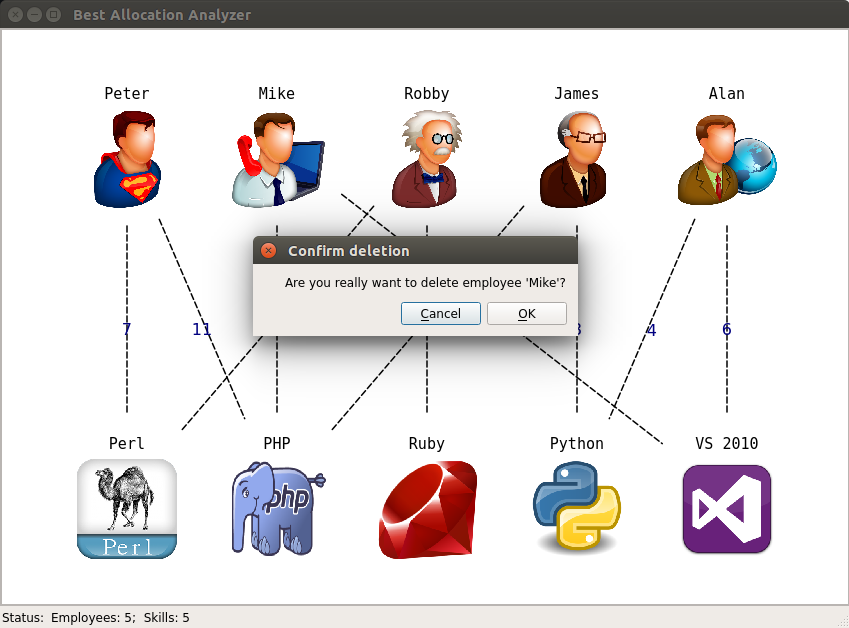 Best Allocation Analyzer
Peter Mike Robby James Alan
Confirm deletion
Are you really want to delete employee 'Mike'?
Cancel OK
7 11 4 6
Perl PHP Ruby Python VS 2010
Perl php
Status: Employees: 5; Skills: 5